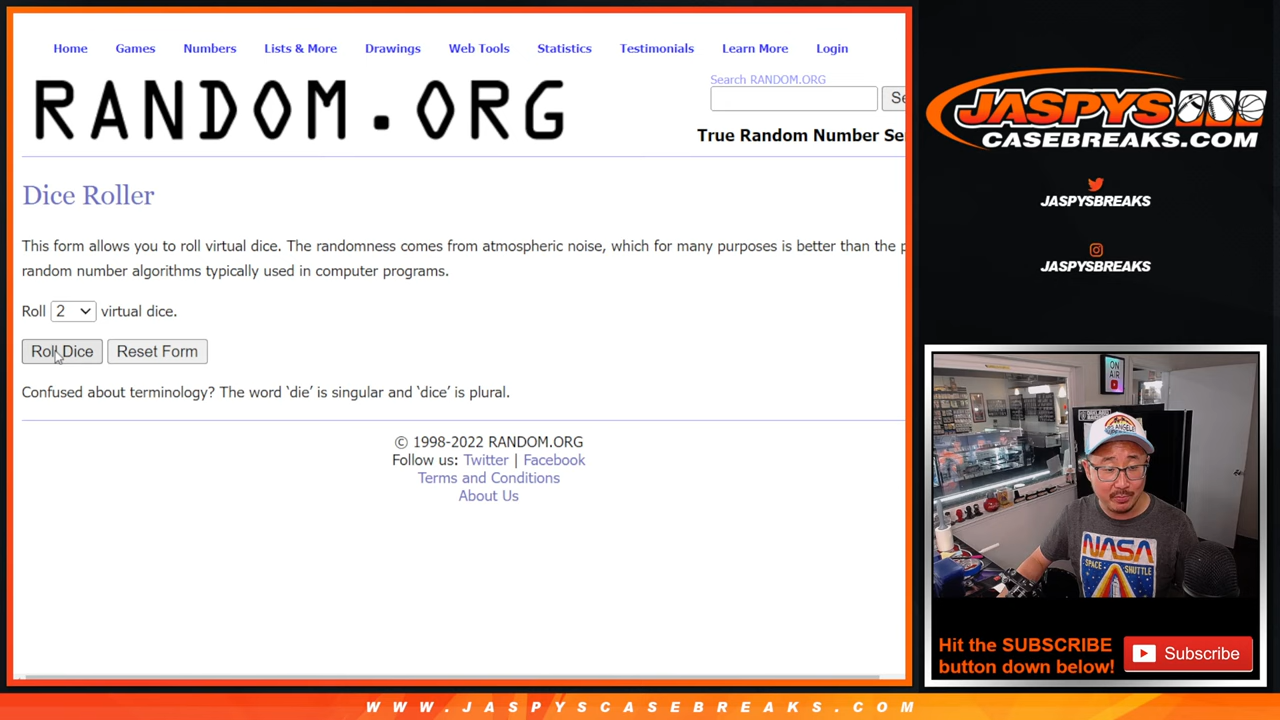 Home Games Numbers Lists & More Drawings Web Tools Statistics Testimonials Learn More Login
RANDOM.ORG
Search RANDOM.ORG
Se
True Random Number Se
Dice Roller
This form allows you to roll virtual dice. The randomness comes from atmospheric noise, which for many purposes is better than the p
random number algorithms typically used in computer programs.
Roll 2 virtual dice.
Roll Dice Reset Form
Confused about terminology? The word ‘die’ is singular and ‘dice’ is plural.
© 1998-2022 RANDOM.ORG
Follow us: Twitter | Facebook
Terms and Conditions
About Us
JASPYS
CASEBREAKS.COM
JASPYSBREAKS
JASPYSBREAKS
ON
AIR
NASA
SPACE SHUTTLE
Hit the SUBSCRIBE
button down below!
Subscribe
WWW.JASPYSCASEBREAKS.COM